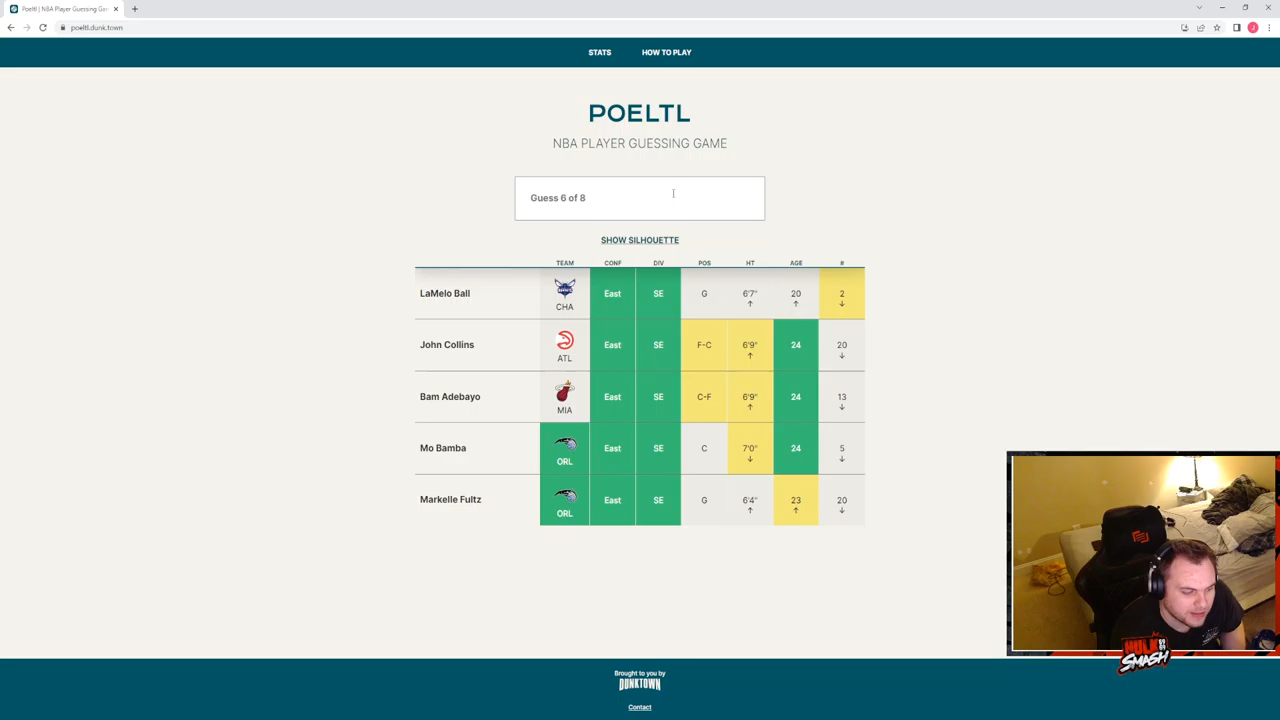 Poeltl | NBA Player Guessing Gam
poeltl.dunk.town
STATS HOW TO PLAY
POELTL
NBA PLAYER GUESSING GAME
Guess 6 of 8
SHOW SILHOUETTE
TEAM CONF DIV POS HT AGE #
LaMelo Ball CHA East SE G 6'7" ↑ 20 ↑ 2 ↓
John Collins ATL East SE F-C 6'9" ↑ 24 20 ↓
Bam Adebayo MIA East SE C-F 6'9" ↑ 24 13 ↓
Mo Bamba ORL East SE C 7'0" ↓ 24 5 ↓
Markelle Fultz ORL East SE G 6'4" ↑ 23 ↑ 20 ↓
HULK
SMASH
Brought to you by
DUNKTOWN
Contact